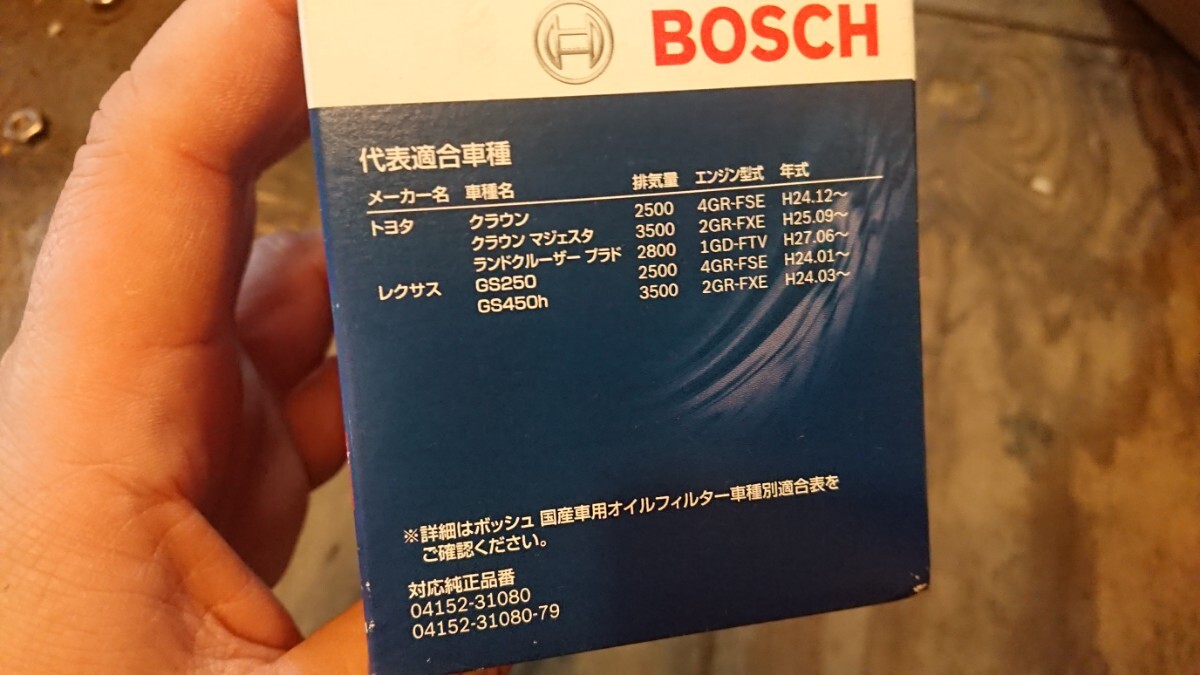 BOSCH
代表適合車種
メーカー名 車種名 排気量 エンジン型式 年式
トヨタ クラウン 2500 4GR-FSE H24.12～
クラウン マジェスタ 3500 2GR-FXE H25.09～
ランドクルーザー プラド 2800 1GD-FTV H27.06～
レクサス GS250 2500 4GR-FSE H24.01～
GS450h 3500 2GR-FXE H24.03～
※詳細はボッシュ 国産車用オイルフィルター車種別適合表を
ご確認ください。
対応純正品番
04152-31080
04152-31080-79